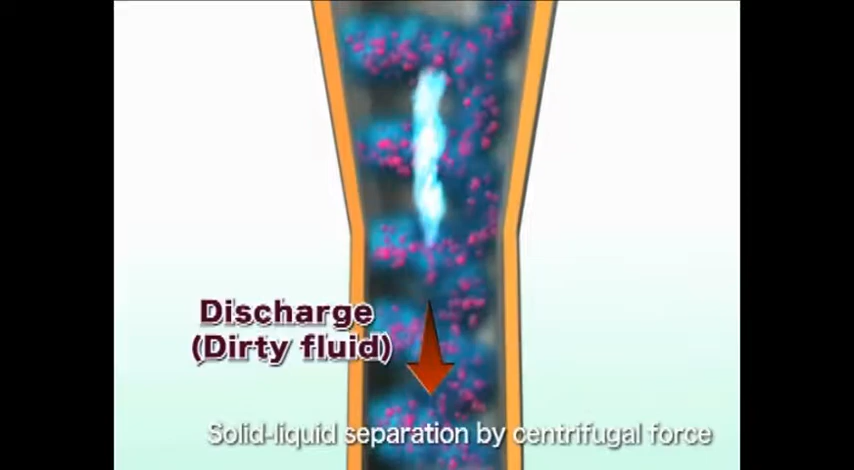 Discharge
(Dirty fluid)
Solid-liquid separation by centrifugal force